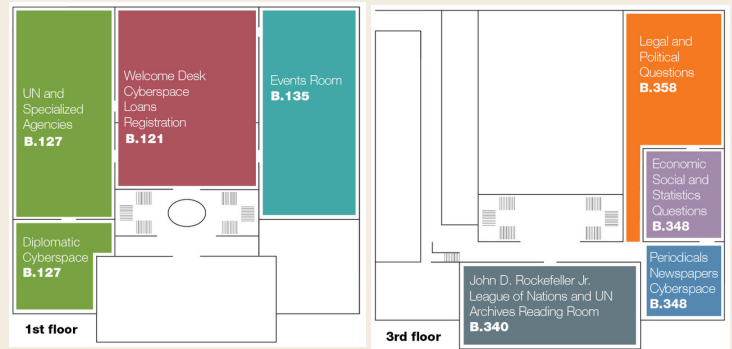 UN and
Specialized
Agencies
B.127
Welcome Desk
Cyberspace
Loans
Registration
B.121
Events Room
B.135
Diplomatic
Cyberspace
B.127
1st floor
Legal and
Political
Questions
B.358
Economic
Social and
Statistics
Questions
B.348
Periodicals
Newspapers
Cyberspace
B.348
John D. Rockefeller Jr.
League of Nations and UN
Archives Reading Room
B.340
3rd floor